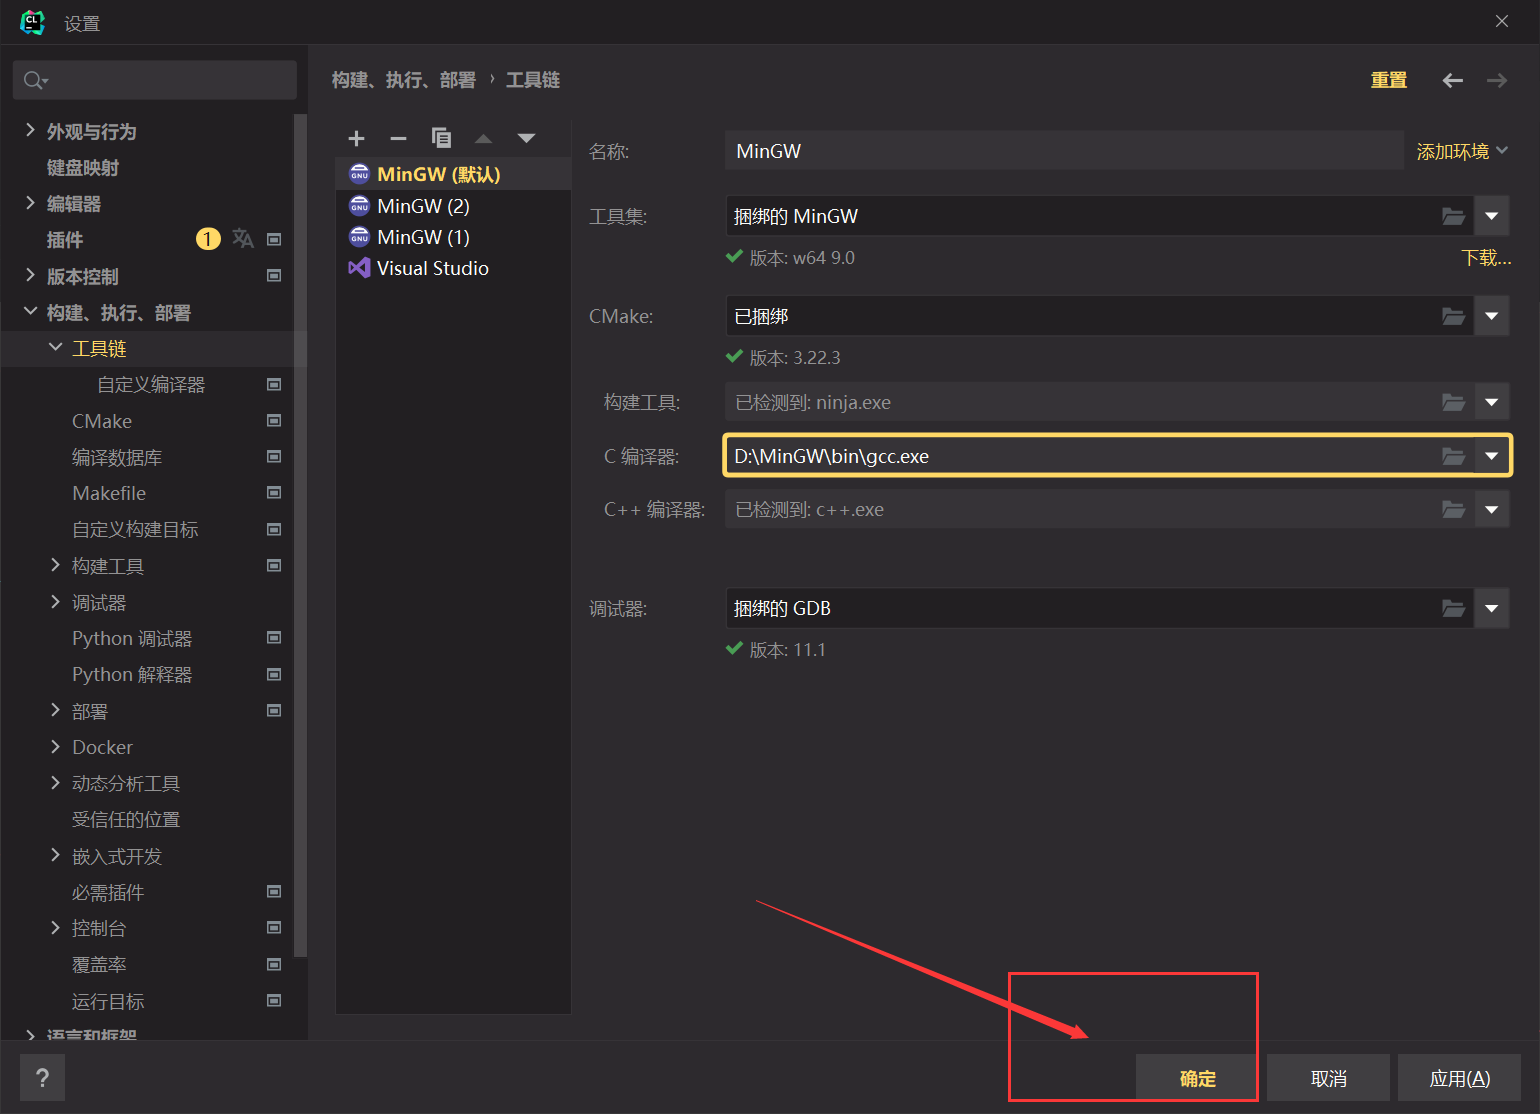 CL
设置
外观与行为
键盘映射
编辑器
插件 1
版本控制
构建、执行、部署
工具链
自定义编译器
CMake
编译数据库
Makefile
自定义构建目标
构建工具
调试器
Python 调试器
Python 解释器
部署
Docker
动态分析工具
受信任的位置
嵌入式开发
必需插件
控制台
覆盖率
运行目标
语言和框架
构建、执行、部署 › 工具链
重置
GNU MinGW (默认)
GNU MinGW (2)
GNU MinGW (1)
Visual Studio
名称: MinGW 添加环境
工具集: 捆绑的 MinGW
版本: w64 9.0 下载...
CMake: 已捆绑
版本: 3.22.3
构建工具: 已检测到: ninja.exe
C 编译器: D:\MinGW\bin\gcc.exe
C++ 编译器: 已检测到: c++.exe
调试器: 捆绑的 GDB
版本: 11.1
? 确定 取消 应用(A)